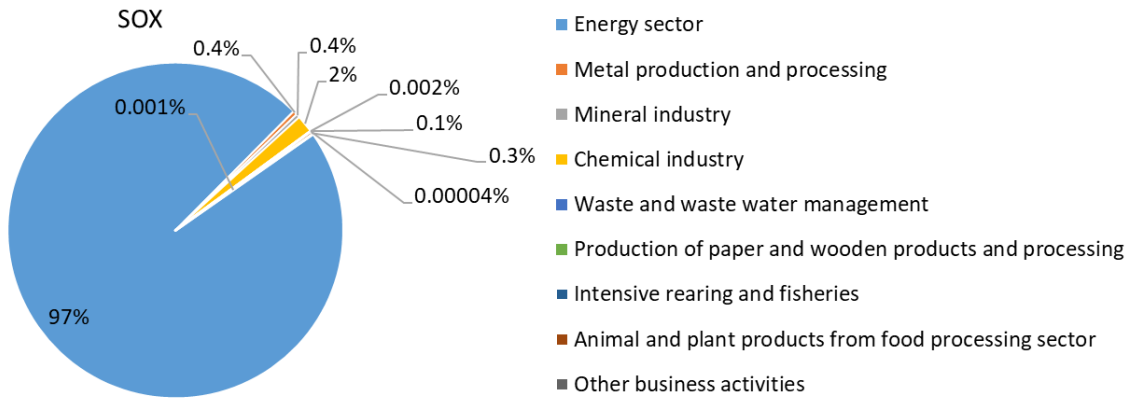 SOX
0.4%
0.4%
2%
0.002%
0.001%
0.1%
0.3%
0.00004%
97%
Energy sector
Metal production and processing
Mineral industry
Chemical industry
Waste and waste water management
Production of paper and wooden products and processing
Intensive rearing and fisheries
Animal and plant products from food processing sector
Other business activities